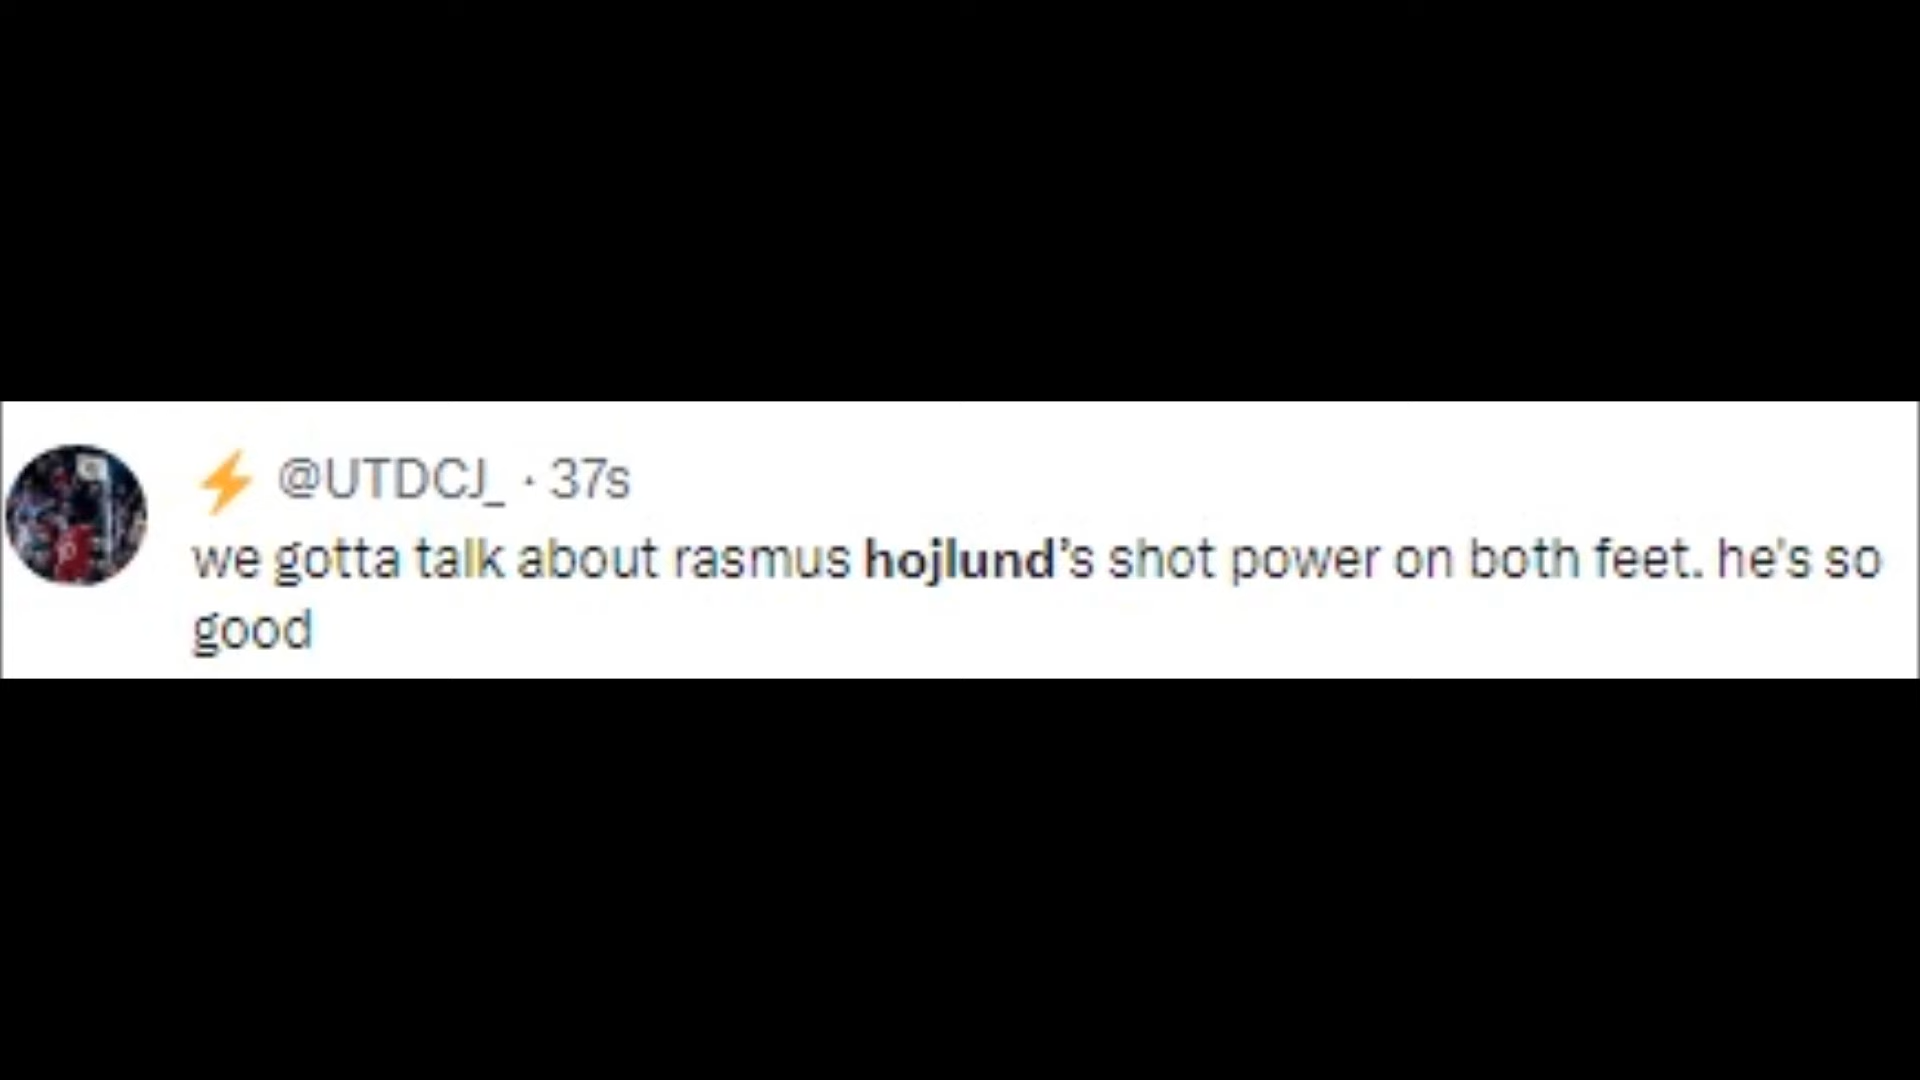 ⚡ @UTDCJ_ · 37s
we gotta talk about rasmus hojlund’s shot power on both feet. he's so
good